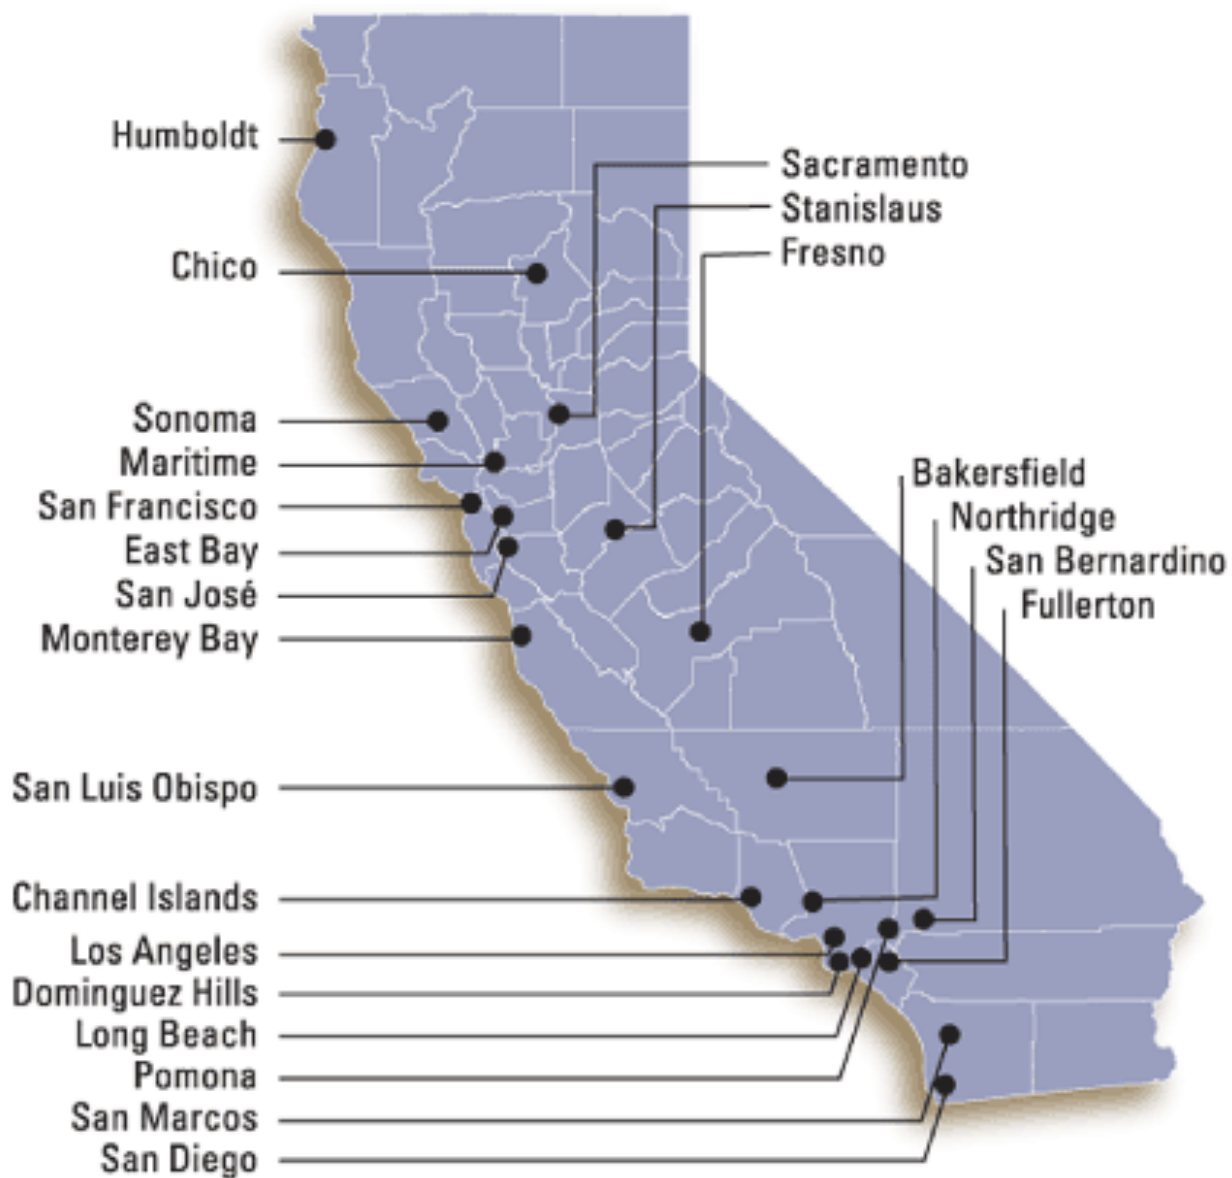 Humboldt
Chico
Sonoma
Maritime
San Francisco
East Bay
San José
Monterey Bay
San Luis Obispo
Channel Islands
Los Angeles
Dominguez Hills
Long Beach
Pomona
San Marcos
San Diego
Sacramento
Stanislaus
Fresno
Bakersfield
Northridge
San Bernardino
Fullerton